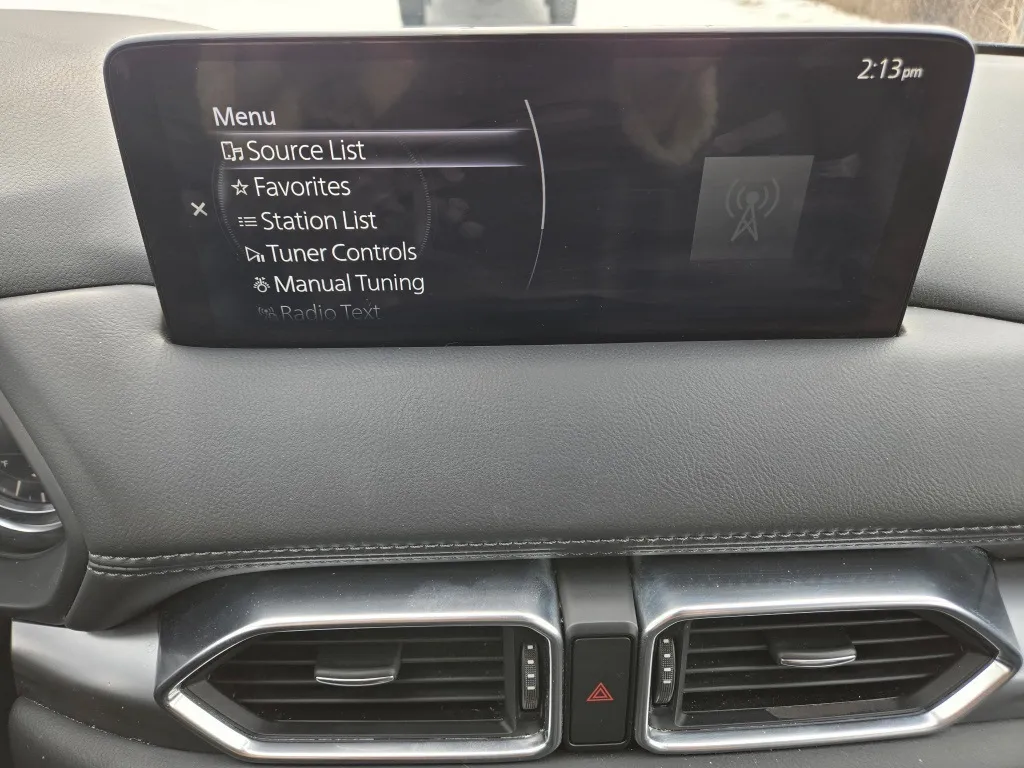 2:13pm
Menu
Source List
Favorites
Station List
Tuner Controls
Manual Tuning
Radio Text
°F